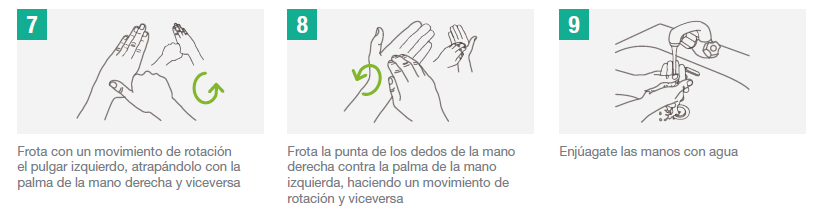 7
Frota con un movimiento de rotación
el pulgar izquierdo, atrapándolo con la
palma de la mano derecha y viceversa
8
Frota la punta de los dedos de la mano
derecha contra la palma de la mano
izquierda, haciendo un movimiento de
rotación y viceversa
9
Enjúagate las manos con agua